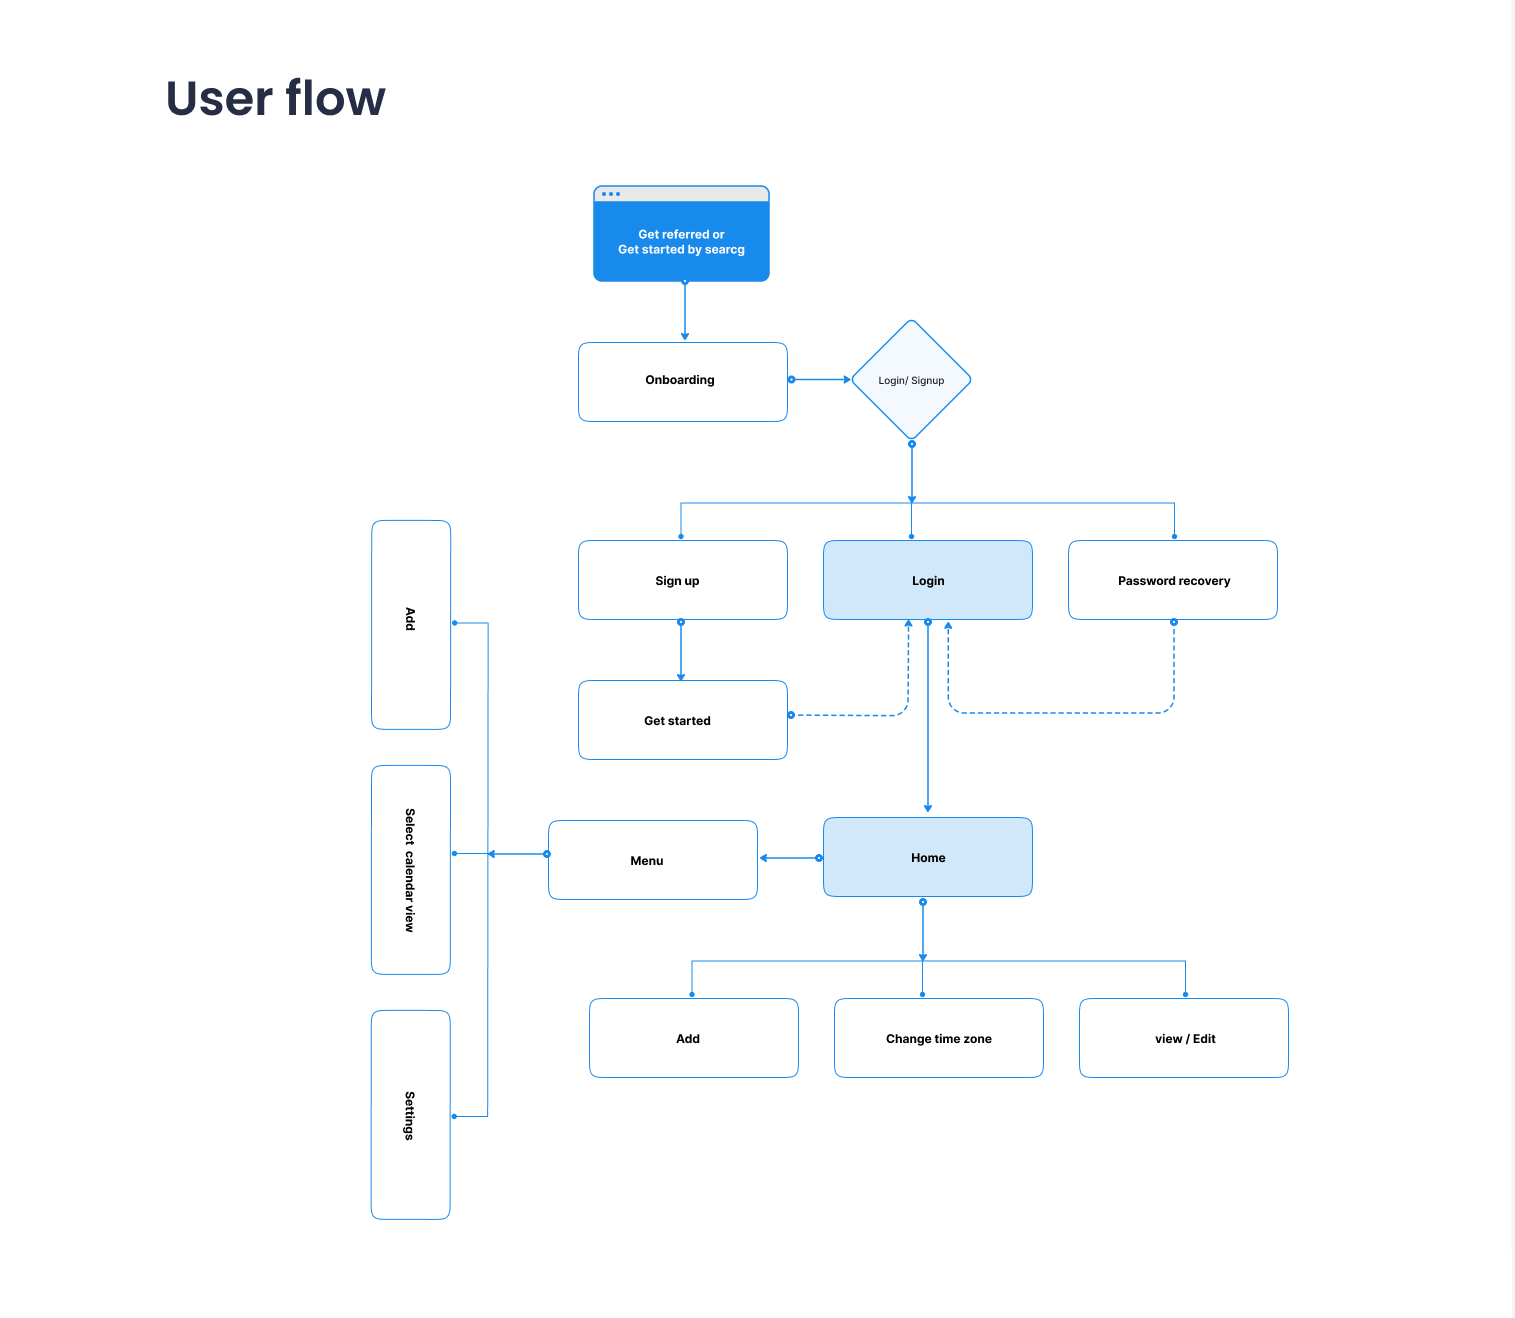 User flow
Get referred or
Get started by searcg
Onboarding
Login/ Signup
Sign up
Login
Password recovery
Add
Get started
Select calendar view
Menu
Home
Add
Change time zone
view / Edit
Settings